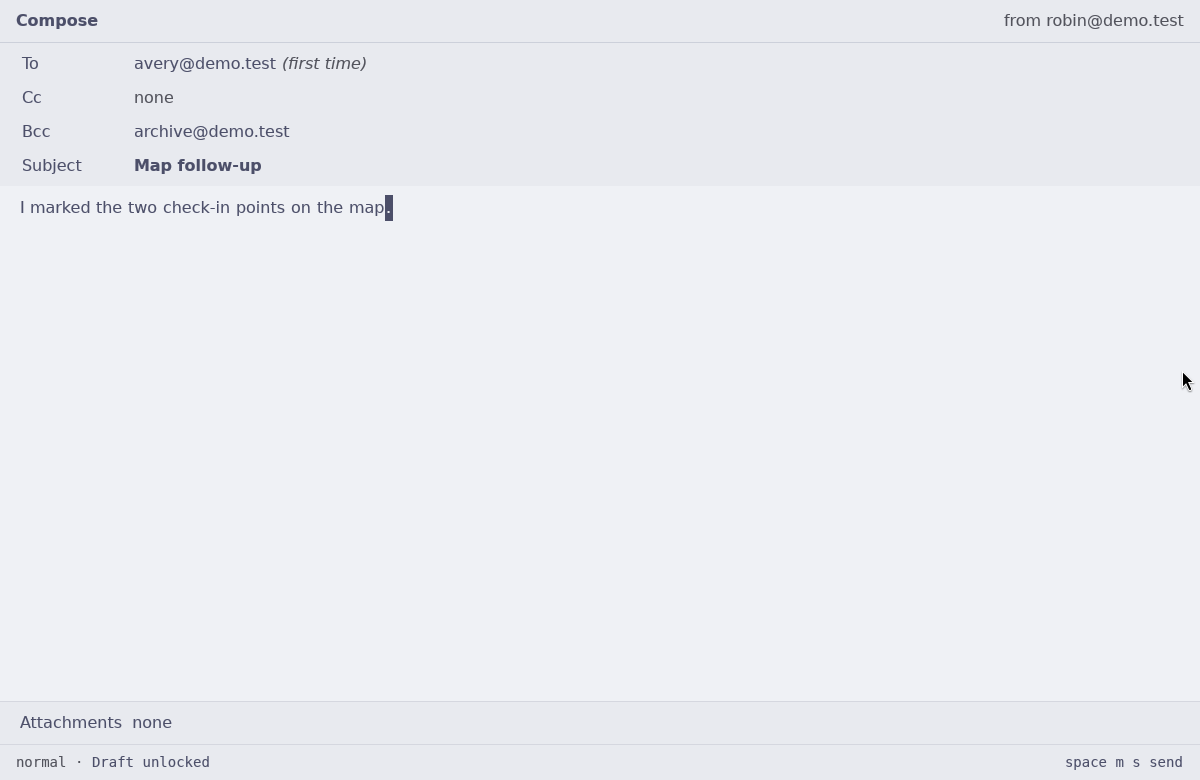 Compose from robin@demo.test
To avery@demo.test (first time)
Cc none
Bcc archive@demo.test
Subject Map follow-up
I marked the two check-in points on the map.
Attachments none
normal · Draft unlocked space m s send